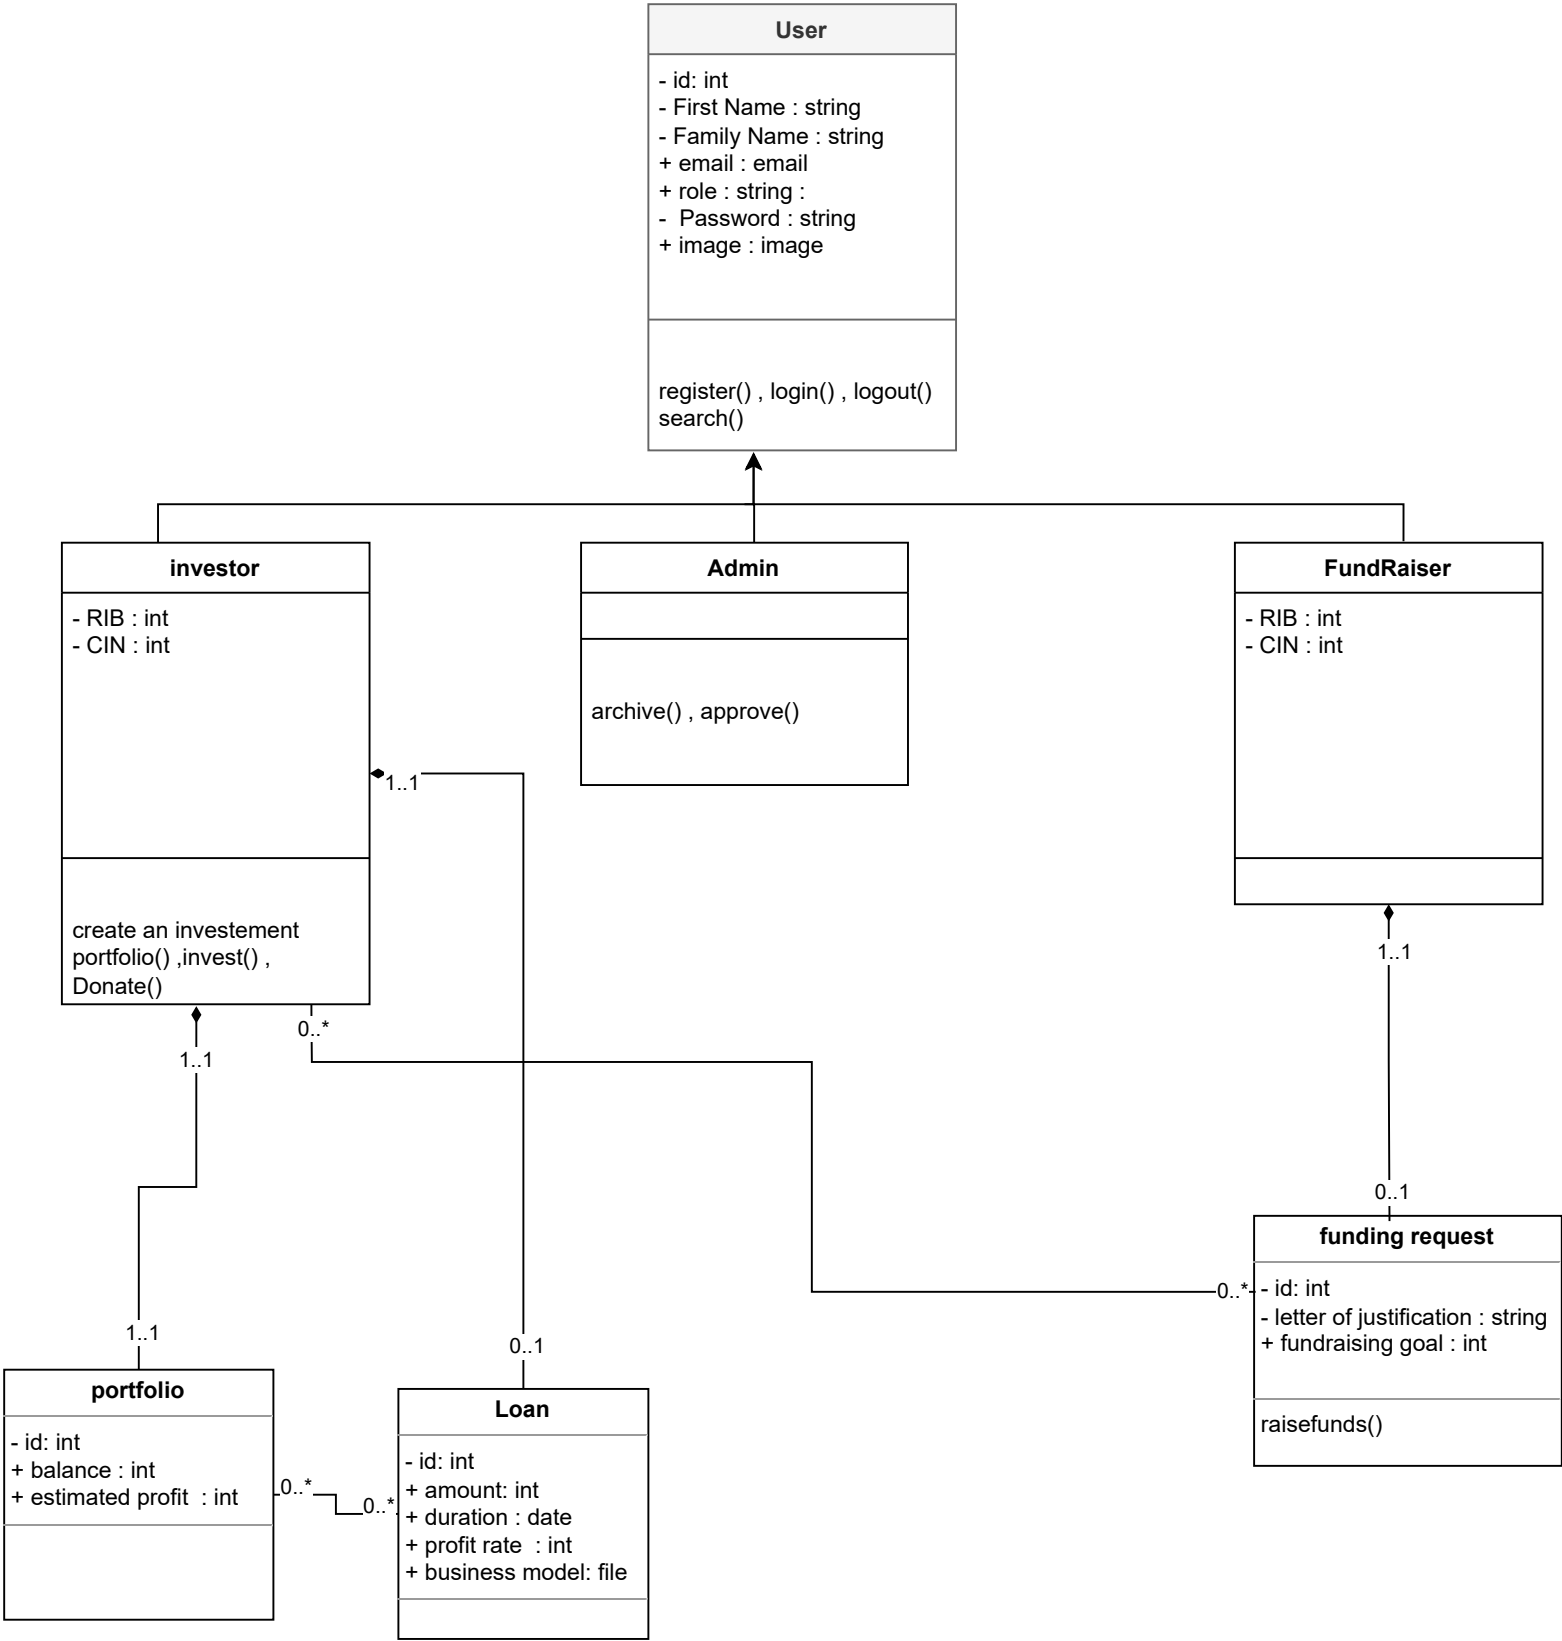 User
- id: int
- First Name : string
- Family Name : string
+ email : email
+ role : string :
-  Password : string
+ image : image
register() , login() , logout()
search()
investor
- RIB : int
- CIN : int
create an investement
portfolio() ,invest() ,
Donate()
Admin
archive() , approve()
FundRaiser
- RIB : int
- CIN : int
1..1
1..1
0..*
1..1
0..1
0..*
1..1
0..1
funding request
- id: int
- letter of justification : string
+ fundraising goal : int
raisefunds()
portfolio
- id: int
+ balance : int
+ estimated profit  : int
0..*
0..*
Loan
- id: int
+ amount: int
+ duration : date
+ profit rate  : int
+ business model: file